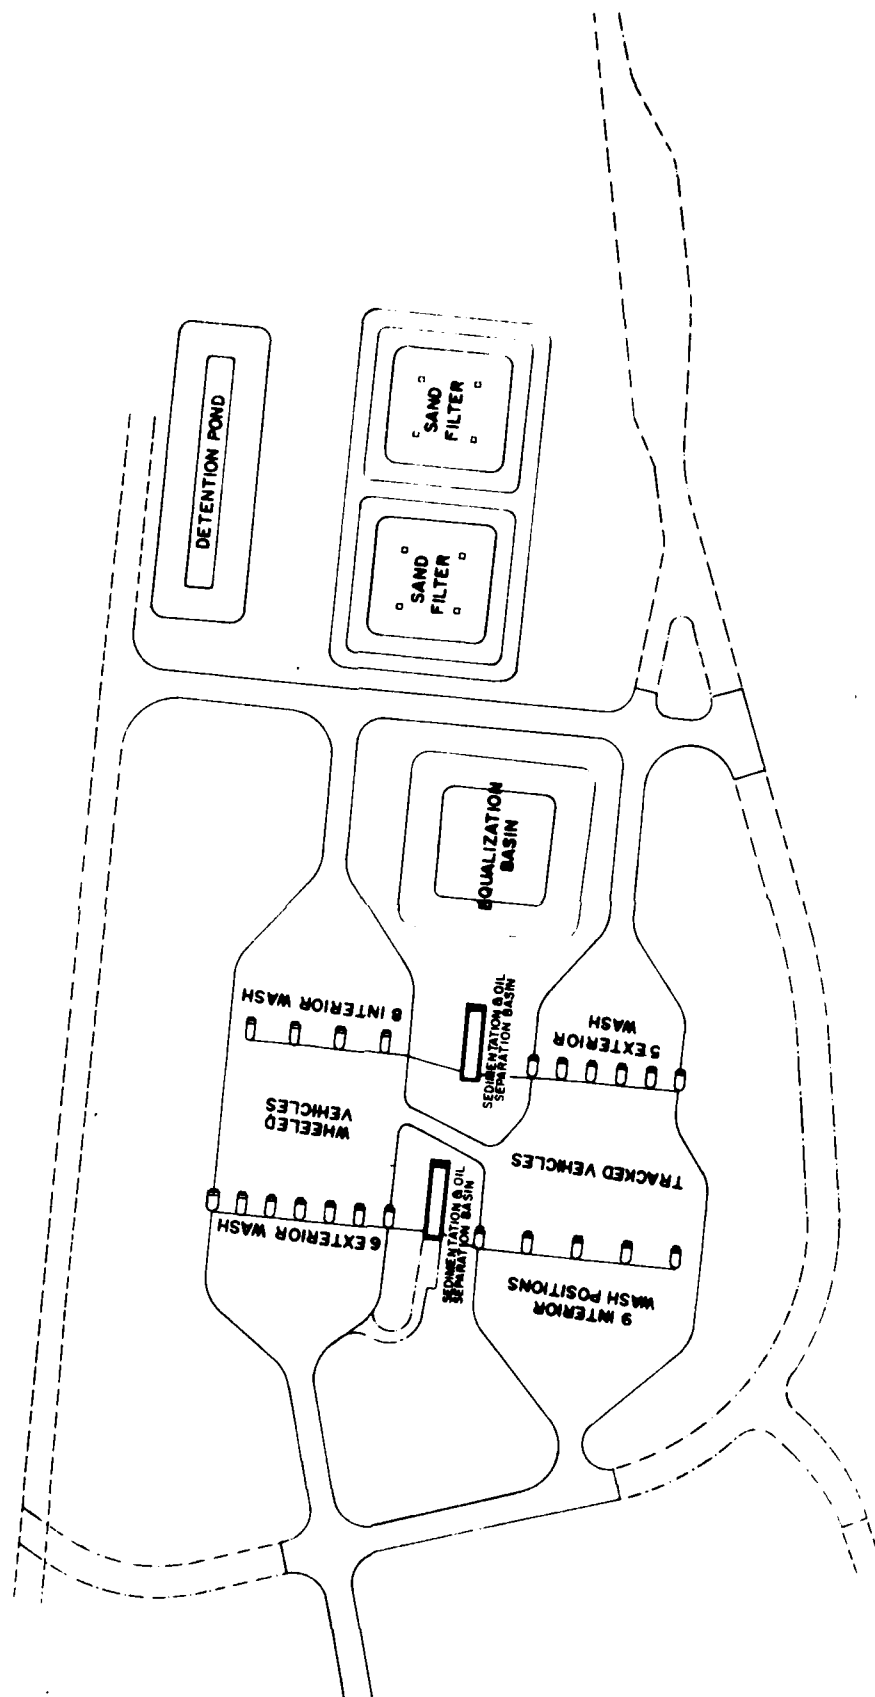 DETENTION POND
SAND
FILTER
SAND
FILTER
EQUALIZATION
BASIN
8 INTERIOR WASH
SEDIMENTATION & OIL
SEPARATION BASIN
5 EXTERIOR
WASH
WHEELED
VEHICLES
TRACKED VEHICLES
6 EXTERIOR WASH
SEDIMENTATION & OIL
SEPARATION BASIN
9 INTERIOR
WASH POSITIONS